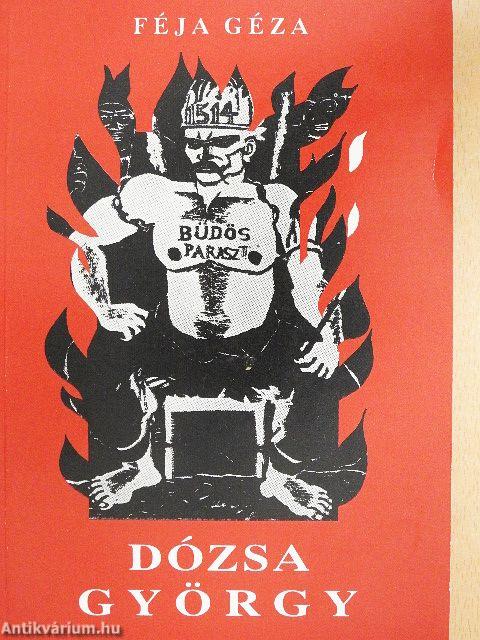 FÉJA GÉZA
1514
BÜDÖS
PARASZT
DÓZSA
GYÖRGY
Antikvárium.hu